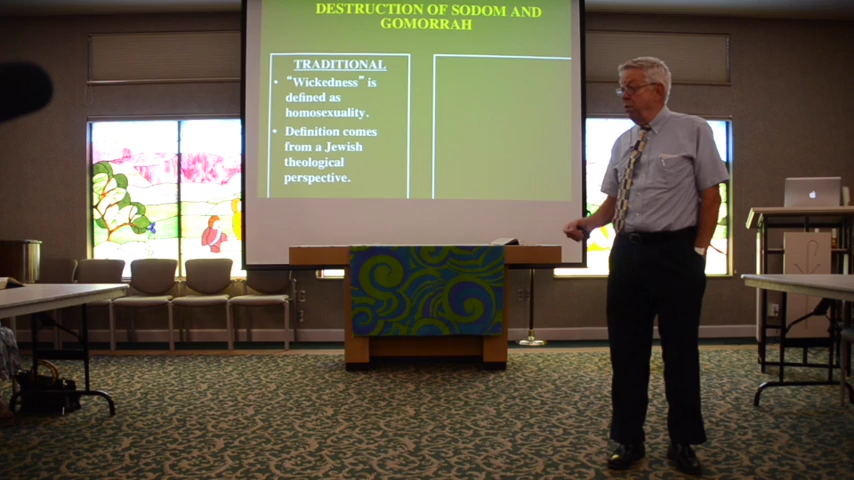 DESTRUCTION OF SODOM AND
GOMORRAH
TRADITIONAL
• “Wickedness” is
defined as
homosexuality.
• Definition comes
from a Jewish
theological
perspective.